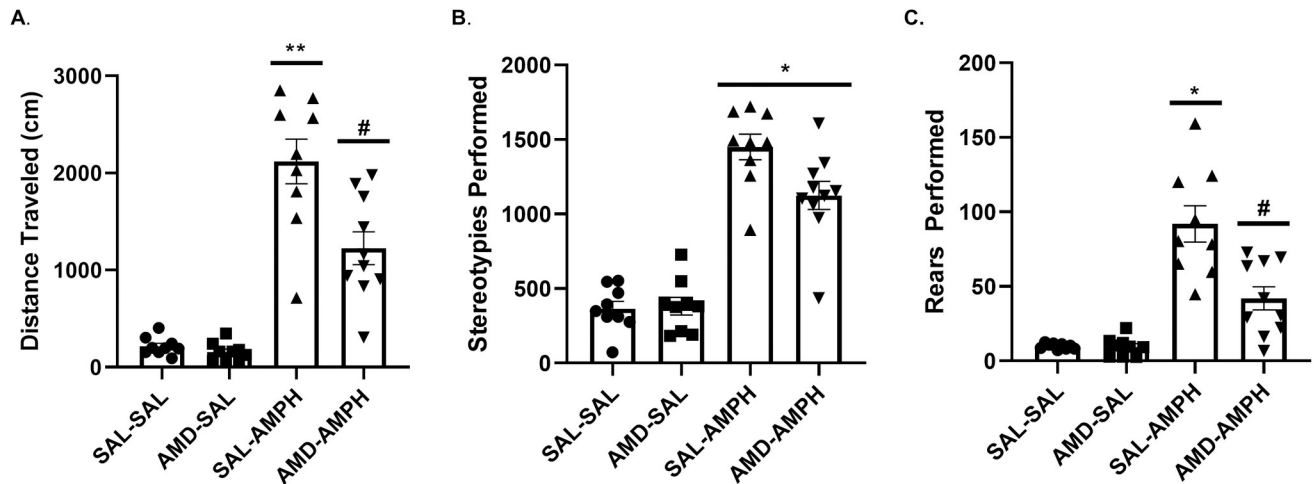 A.
Distance Traveled (cm)
3000
2000
1000
0
**
#
SAL-SAL
AMD-SAL
SAL-AMPH
AMD-AMPH
B.
Stereotypies Performed
2000
1500
1000
500
0
*
SAL-SAL
AMD-SAL
SAL-AMPH
AMD-AMPH
C.
Rears Performed
200
150
100
50
0
*
#
SAL-SAL
AMD-SAL
SAL-AMPH
AMD-AMPH